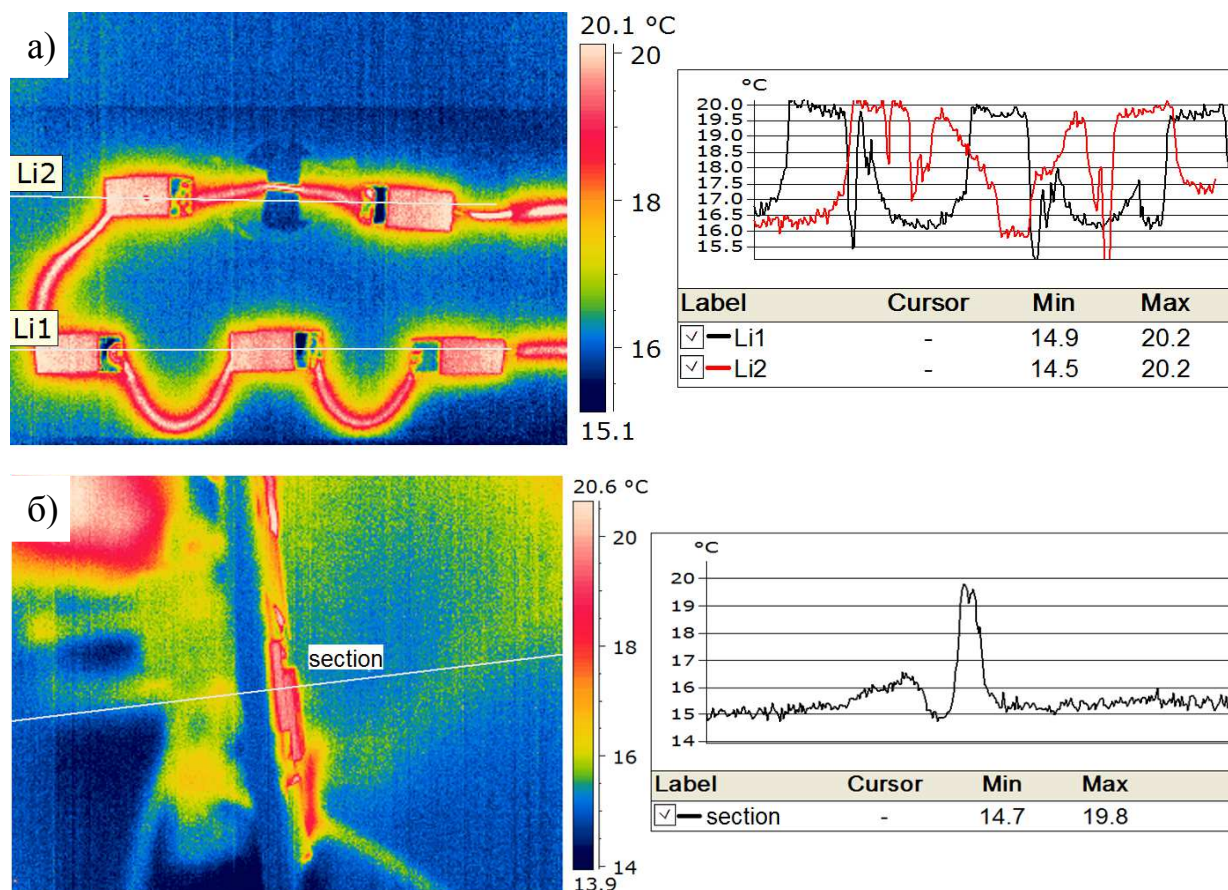 а)
Li2
Li1
20.1 °C
20
18
16
15.1
°C
20.0
19.5
19.0
18.5
18.0
17.5
17.0
16.5
16.0
15.5
Label Cursor Min Max
Li1 - 14.9 20.2
Li2 - 14.5 20.2
б)
section
20.6 °C
20
18
16
14
13.9
°C
20
19
18
17
16
15
14
Label Cursor Min Max
section - 14.7 19.8